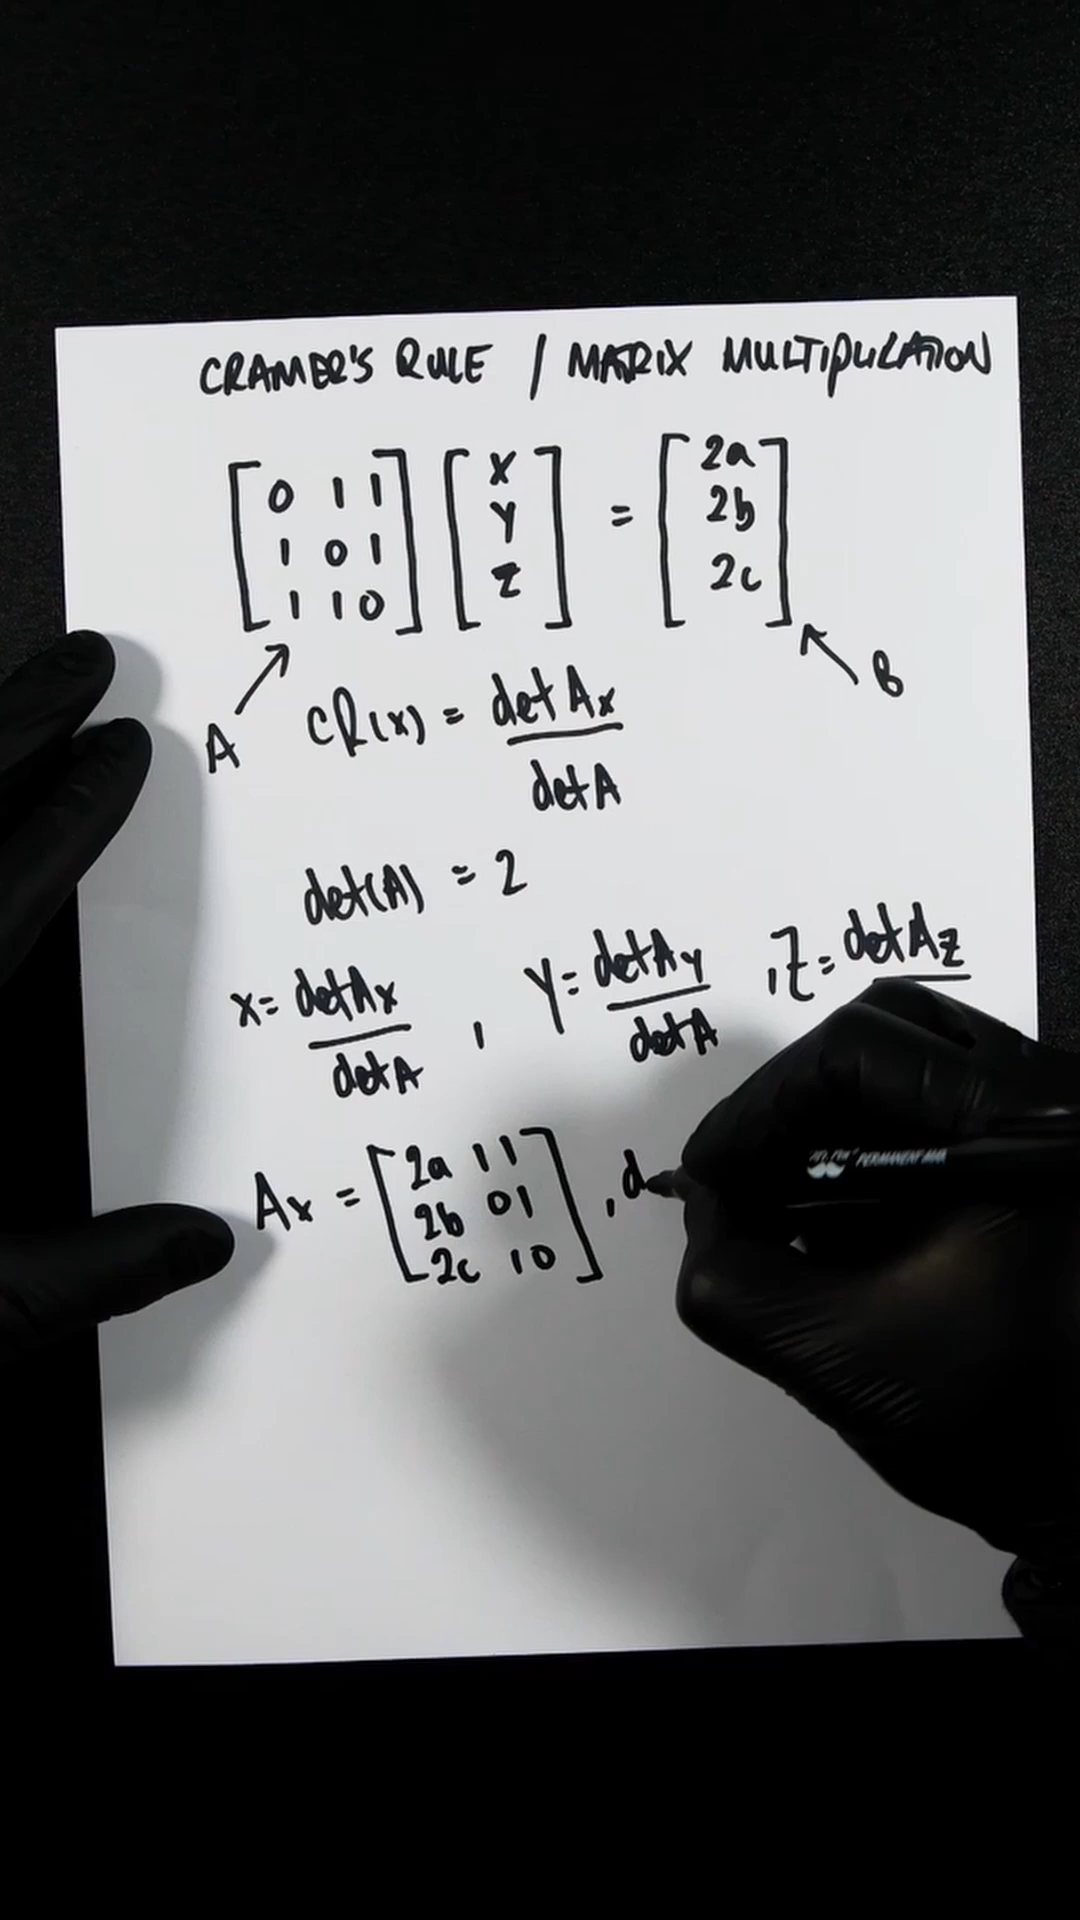 CRAMER'S RULE / MATRIX MULTIPLICATION
[0 1 1] [x] = [2a]
[1 0 1] [y] [2b]
[1 1 0] [z] [2c]
A B
CR(x) = det Ax
det A
det(A) = 2
x = det Ax , y = det Ay , z = det Az
det A det A
Ax = [2a 1 1] , d
[2b 0 1]
[2c 1 0]
PERMANENT